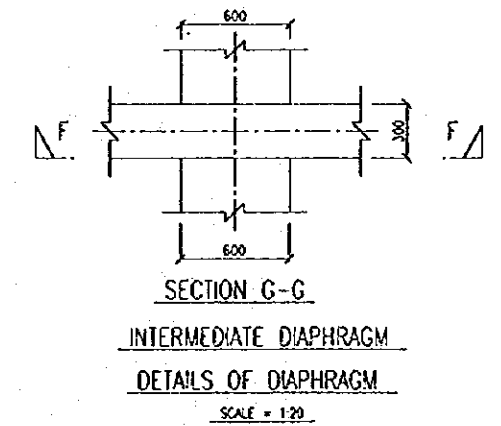 600
F
300
F
600
SECTION G-G
INTERMEDIATE DIAPHRAGM
DETAILS OF DIAPHRAGM
SCALE = 1:20